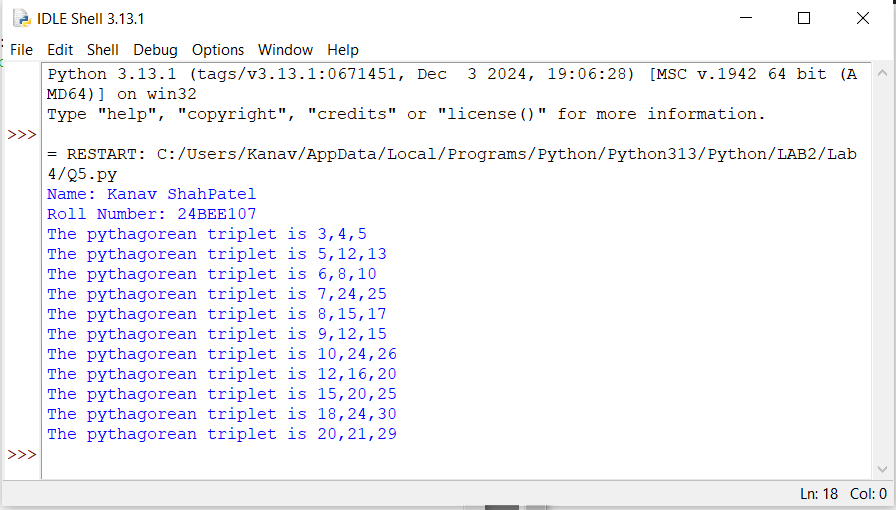 IDLE Shell 3.13.1
File Edit Shell Debug Options Window Help
Python 3.13.1 (tags/v3.13.1:0671451, Dec  3 2024, 19:06:28) [MSC v.1942 64 bit (A
MD64)] on win32
Type "help", "copyright", "credits" or "license()" for more information.
>>>
= RESTART: C:/Users/Kanav/AppData/Local/Programs/Python/Python313/Python/LAB2/Lab
4/Q5.py
Name: Kanav ShahPatel
Roll Number: 24BEE107
The pythagorean triplet is 3,4,5
The pythagorean triplet is 5,12,13
The pythagorean triplet is 6,8,10
The pythagorean triplet is 7,24,25
The pythagorean triplet is 8,15,17
The pythagorean triplet is 9,12,15
The pythagorean triplet is 10,24,26
The pythagorean triplet is 12,16,20
The pythagorean triplet is 15,20,25
The pythagorean triplet is 18,24,30
The pythagorean triplet is 20,21,29
>>>
Ln: 18 Col: 0